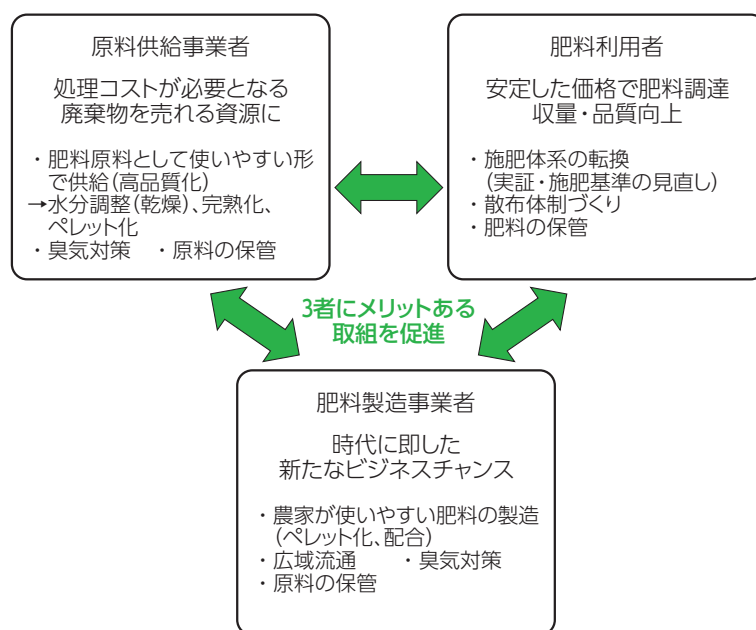 原料供給事業者
処理コストが必要となる
廃棄物を売れる資源に
・肥料原料として使いやすい形
で供給(高品質化)
→水分調整(乾燥)、完熟化、
ペレット化
・臭気対策　・原料の保管
肥料利用者
安定した価格で肥料調達
収量・品質向上
・施肥体系の転換
(実証・施肥基準の見直し)
・散布体制づくり
・肥料の保管
3者にメリットある
取組を促進
肥料製造事業者
時代に即した
新たなビジネスチャンス
・農家が使いやすい肥料の製造
(ペレット化、配合)
・広域流通　　・臭気対策
・原料の保管